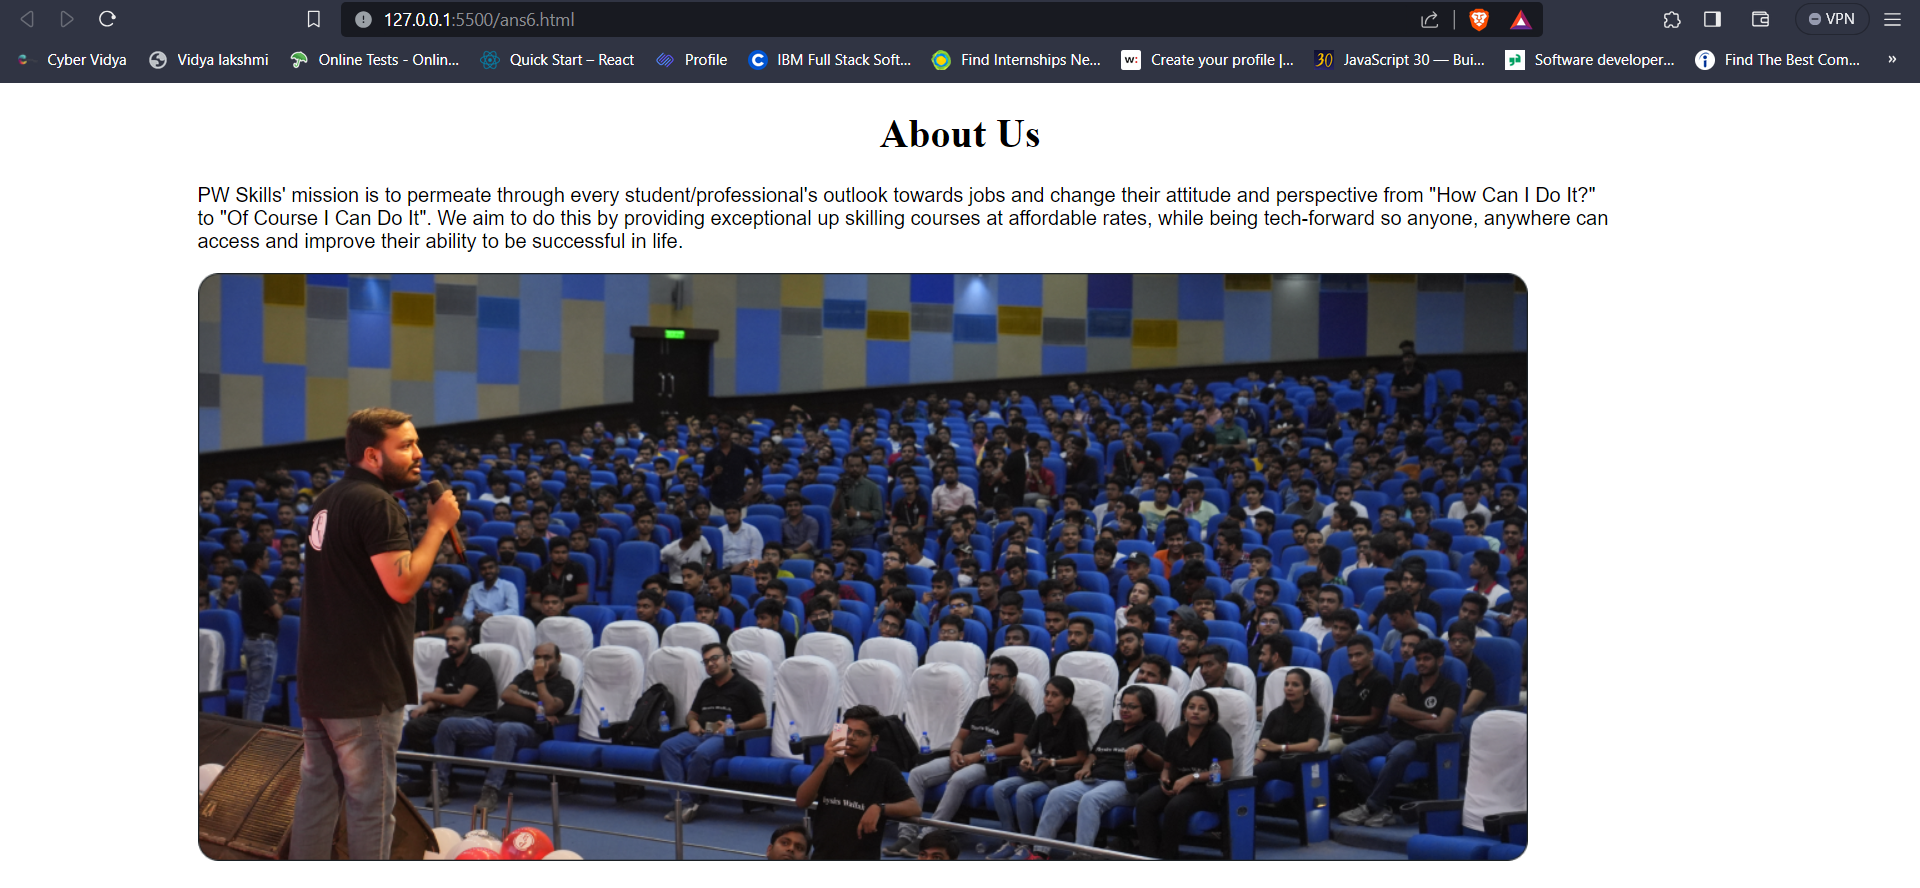 127.0.0.1:5500/ans6.html
VPN
Cyber Vidya
Vidya lakshmi
Online Tests - Onlin...
Quick Start – React
Profile
IBM Full Stack Soft...
Find Internships Ne...
w:
Create your profile |...
30
JavaScript 30 — Bui...
Software developer...
Find The Best Com...
»
About Us
PW Skills' mission is to permeate through every student/professional's outlook towards jobs and change their attitude and perspective from "How Can I Do It?"
to "Of Course I Can Do It". We aim to do this by providing exceptional up skilling courses at affordable rates, while being tech-forward so anyone, anywhere can
access and improve their ability to be successful in life.